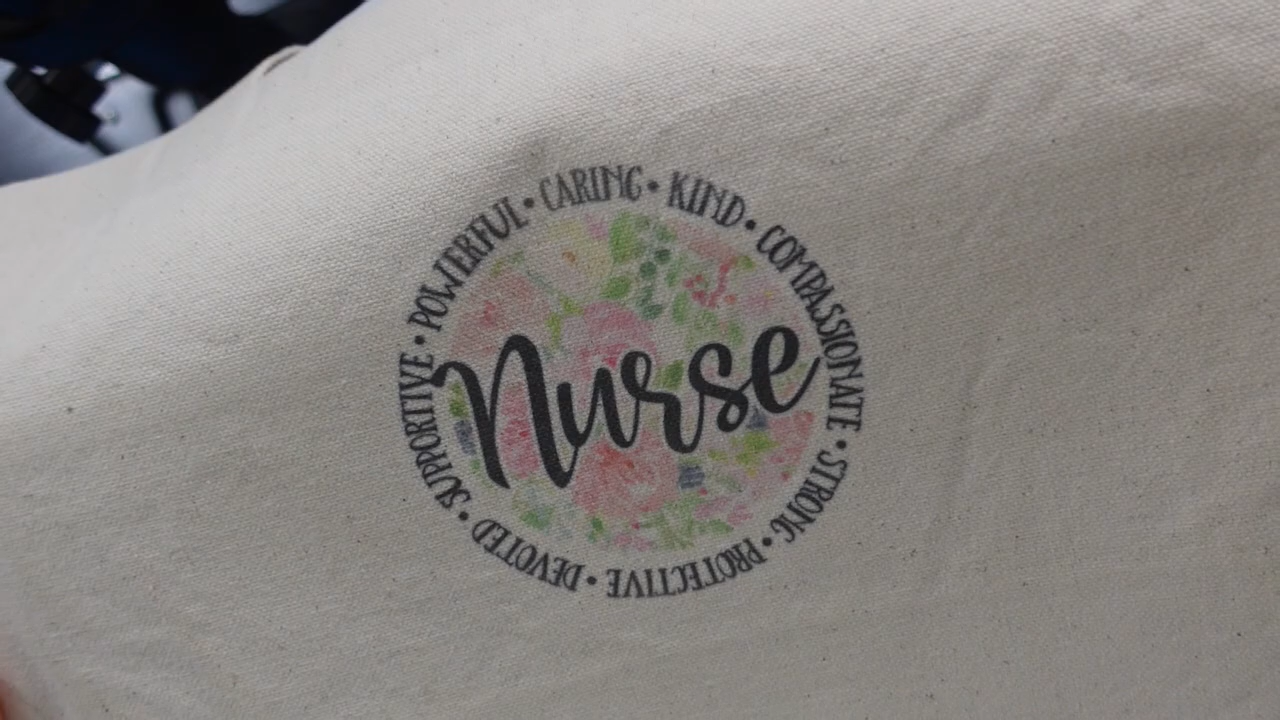 POWERFUL • CARING • KIND • COMPASSIONATE • STRONG • PROTECTIVE • DEVOTED • SUPPORTIVE •
Nurse